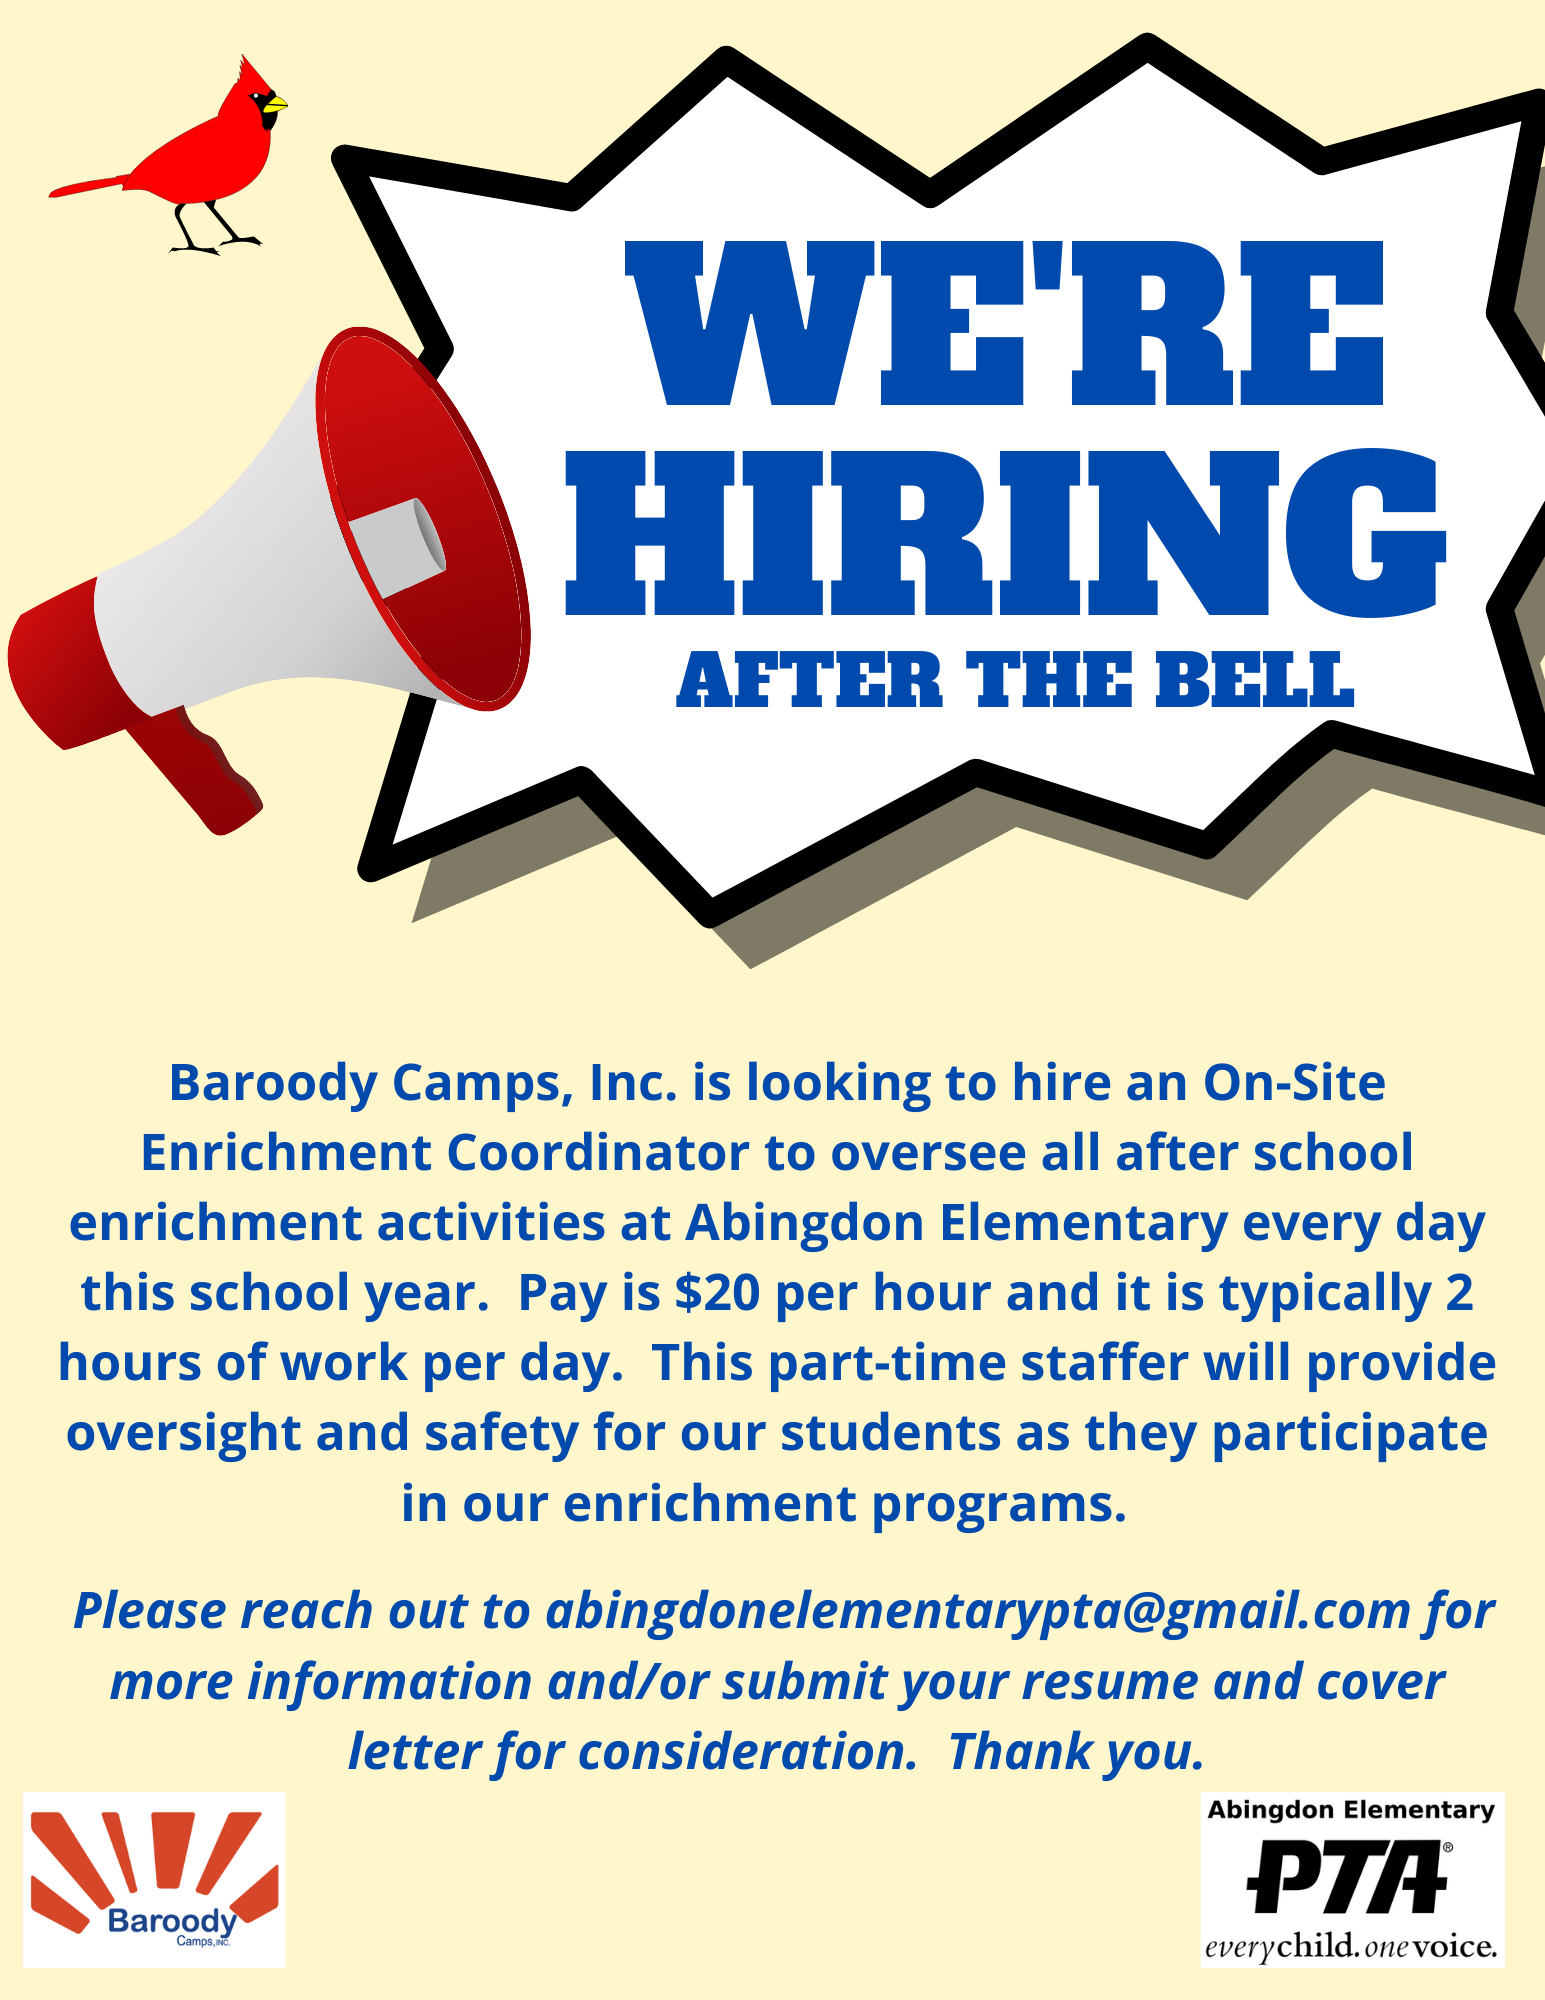 WE'RE
HIRING
AFTER THE BELL
Baroody Camps, Inc. is looking to hire an On-Site
Enrichment Coordinator to oversee all after school
enrichment activities at Abingdon Elementary every day
this school year.  Pay is $20 per hour and it is typically 2
hours of work per day.  This part-time staffer will provide
oversight and safety for our students as they participate
in our enrichment programs.
Please reach out to abingdonelementarypta@gmail.com for
more information and/or submit your resume and cover
letter for consideration.  Thank you.
Baroody
Camps, INC.
Abingdon Elementary
PTA®
everychild. one voice.